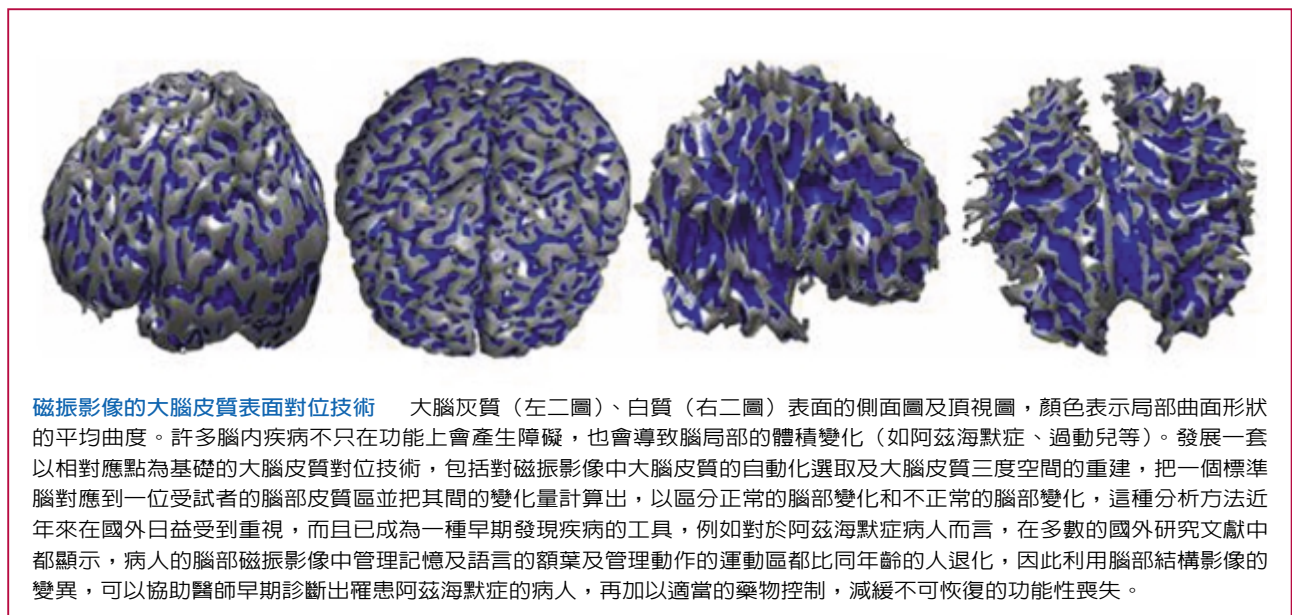 磁振影像的大腦皮質表面對位技術　大腦灰質（左二圖）、白質（右二圖）表面的側面圖及頂視圖，顏色表示局部曲面形狀
的平均曲度。許多腦內疾病不只在功能上會產生障礙，也會導致腦局部的體積變化（如阿茲海默症、過動兒等）。發展一套
以相對應點為基礎的大腦皮質對位技術，包括對磁振影像中大腦皮質的自動化選取及大腦皮質三度空間的重建，把一個標準
腦對應到一位受試者的腦部皮質區並把其間的變化量計算出，以區分正常的腦部變化和不正常的腦部變化，這種分析方法近
年來在國外日益受到重視，而且已成為一種早期發現疾病的工具，例如對於阿茲海默症病人而言，在多數的國外研究文獻中
都顯示，病人的腦部磁振影像中管理記憶及語言的額葉及管理動作的運動區都比同年齡的人退化，因此利用腦部結構影像的
變異，可以協助醫師早期診斷出罹患阿茲海默症的病人，再加以適當的藥物控制，減緩不可恢復的功能性喪失。